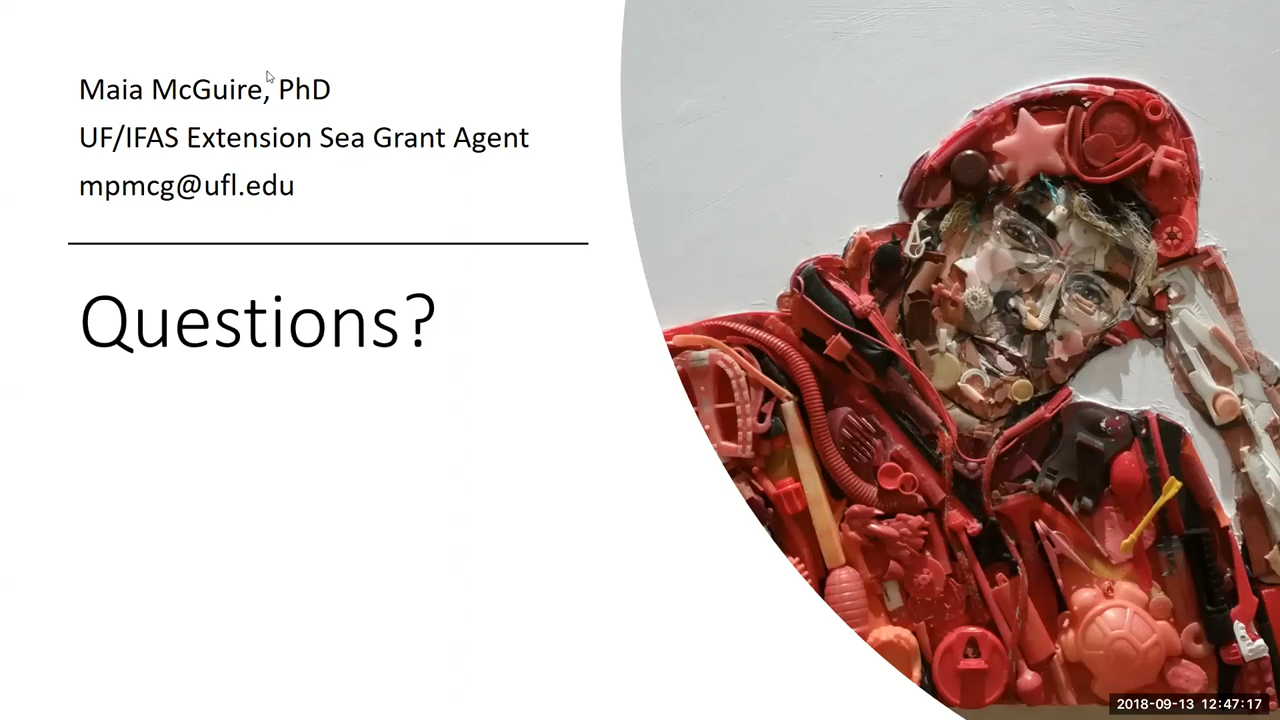 Maia McGuire, PhD
UF/IFAS Extension Sea Grant Agent
mpmcg@ufl.edu
Questions?
2018-09-13 12:47:17